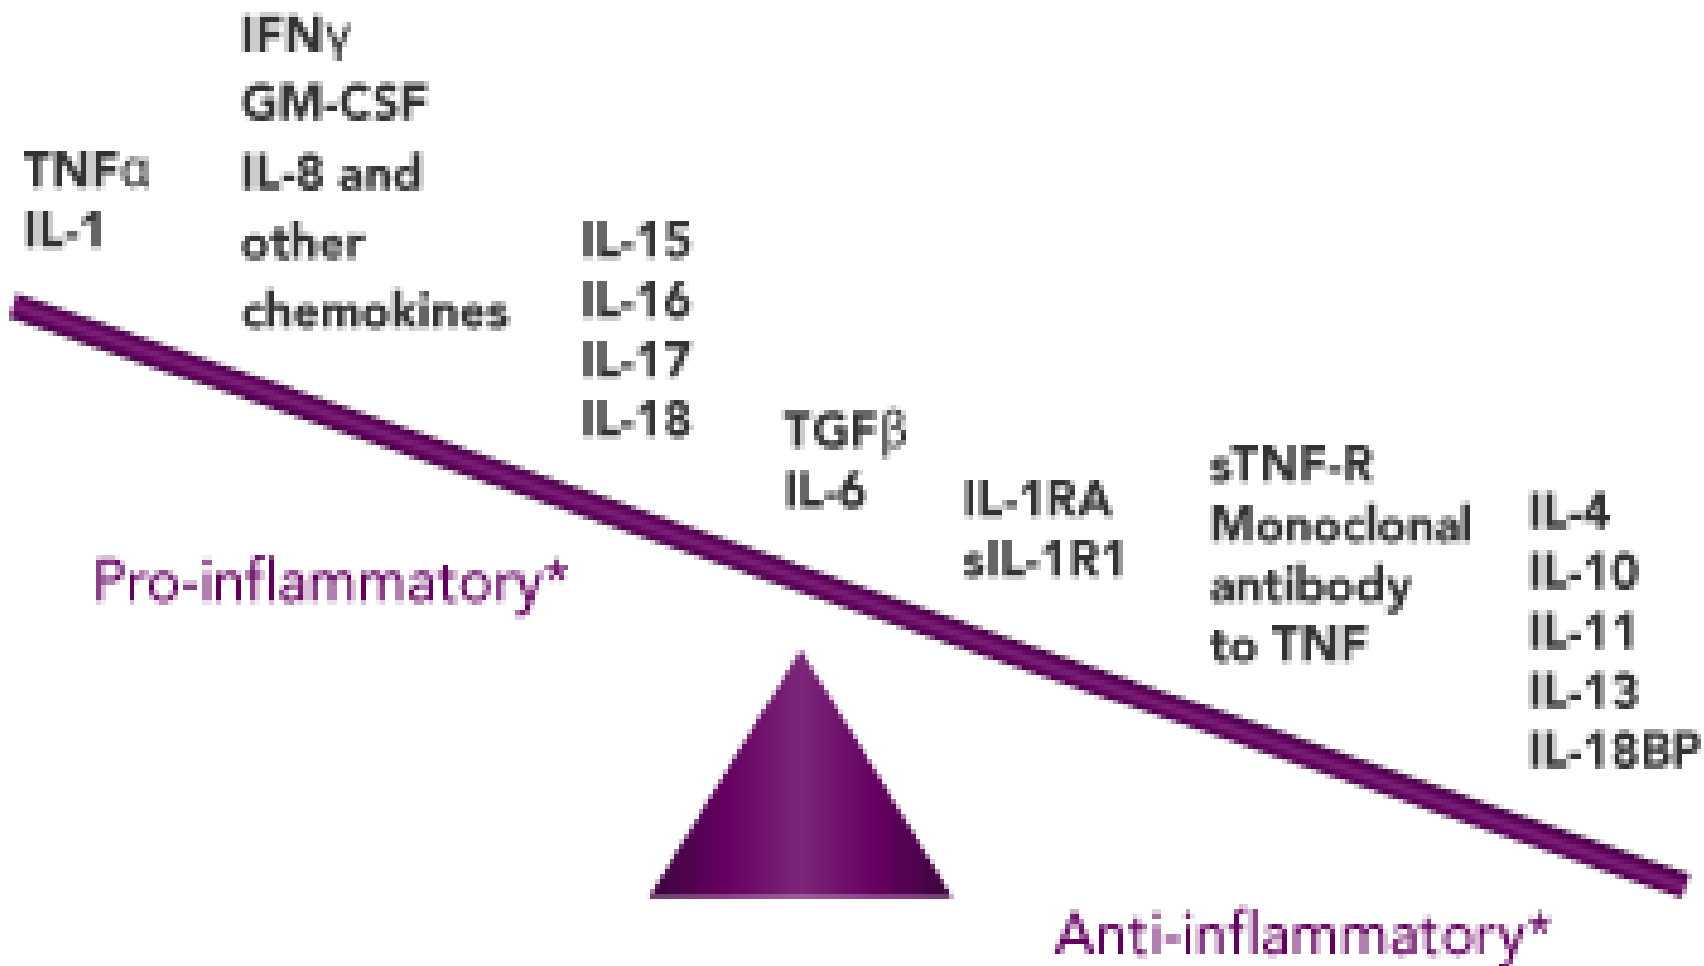 TNFα
IL-1
IFNγ
GM-CSF
IL-8 and
other
chemokines
IL-15
IL-16
IL-17
IL-18
TGFβ
IL-6
IL-1RA
sIL-1R1
sTNF-R
Monoclonal
antibody
to TNF
IL-4
IL-10
IL-11
IL-13
IL-18BP
Pro-inflammatory*
Anti-inflammatory*